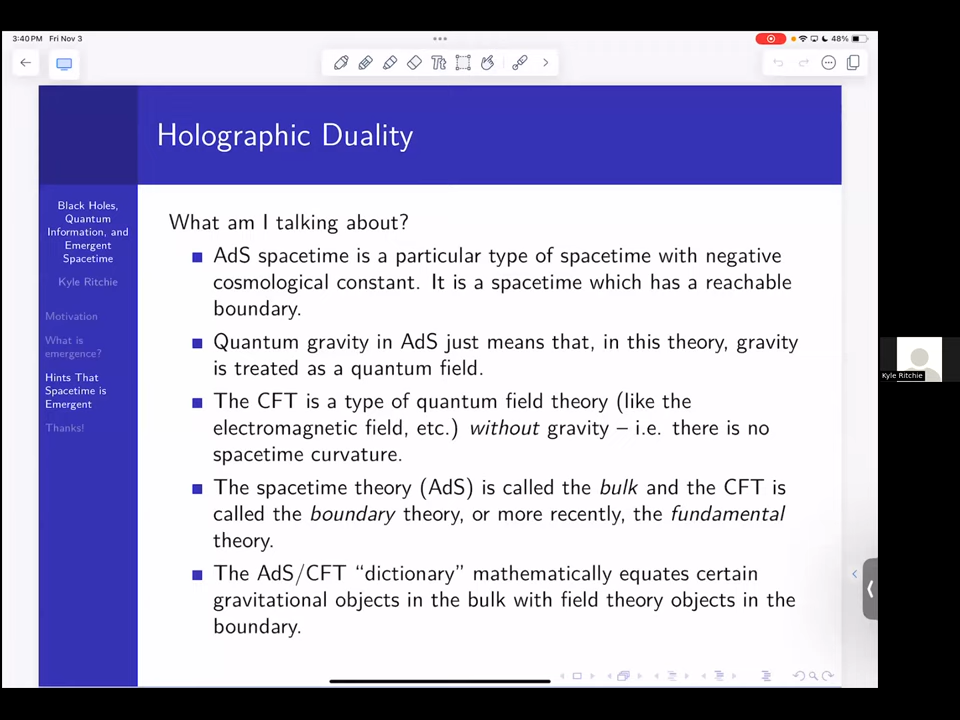 3:40 PM Fri Nov 3
48%
Holographic Duality
Black Holes,
Quantum
Information, and
Emergent
Spacetime
Kyle Ritchie
Motivation
What is
emergence?
Hints That
Spacetime is
Emergent
Thanks!
What am I talking about?
AdS spacetime is a particular type of spacetime with negative
cosmological constant. It is a spacetime which has a reachable
boundary.
Quantum gravity in AdS just means that, in this theory, gravity
is treated as a quantum field.
The CFT is a type of quantum field theory (like the
electromagnetic field, etc.) without gravity – i.e. there is no
spacetime curvature.
The spacetime theory (AdS) is called the bulk and the CFT is
called the boundary theory, or more recently, the fundamental
theory.
The AdS/CFT “dictionary” mathematically equates certain
gravitational objects in the bulk with field theory objects in the
boundary.
Kyle Ritchie